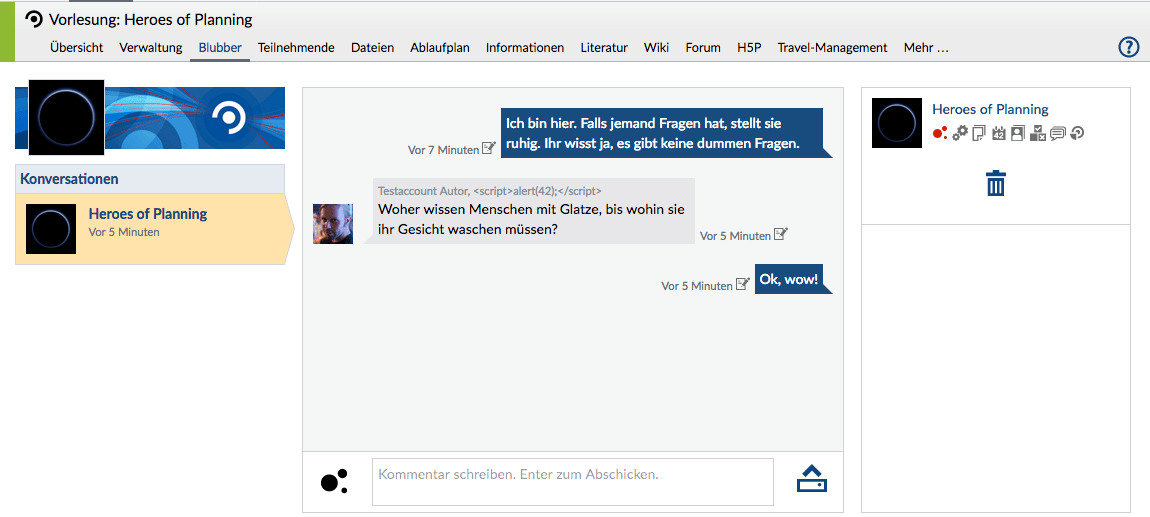 Vorlesung: Heroes of Planning
Übersicht Verwaltung Blubber Teilnehmende Dateien Ablaufplan Informationen Literatur Wiki Forum H5P Travel-Management Mehr …
?
Konversationen
Heroes of Planning
Vor 5 Minuten
Vor 7 Minuten
Ich bin hier. Falls jemand Fragen hat, stellt sie
ruhig. Ihr wisst ja, es gibt keine dummen Fragen.
Testaccount Autor, <script>alert(42);</script>
Woher wissen Menschen mit Glatze, bis wohin sie
ihr Gesicht waschen müssen?
Vor 5 Minuten
Vor 5 Minuten
Ok, wow!
Kommentar schreiben. Enter zum Abschicken.
Heroes of Planning